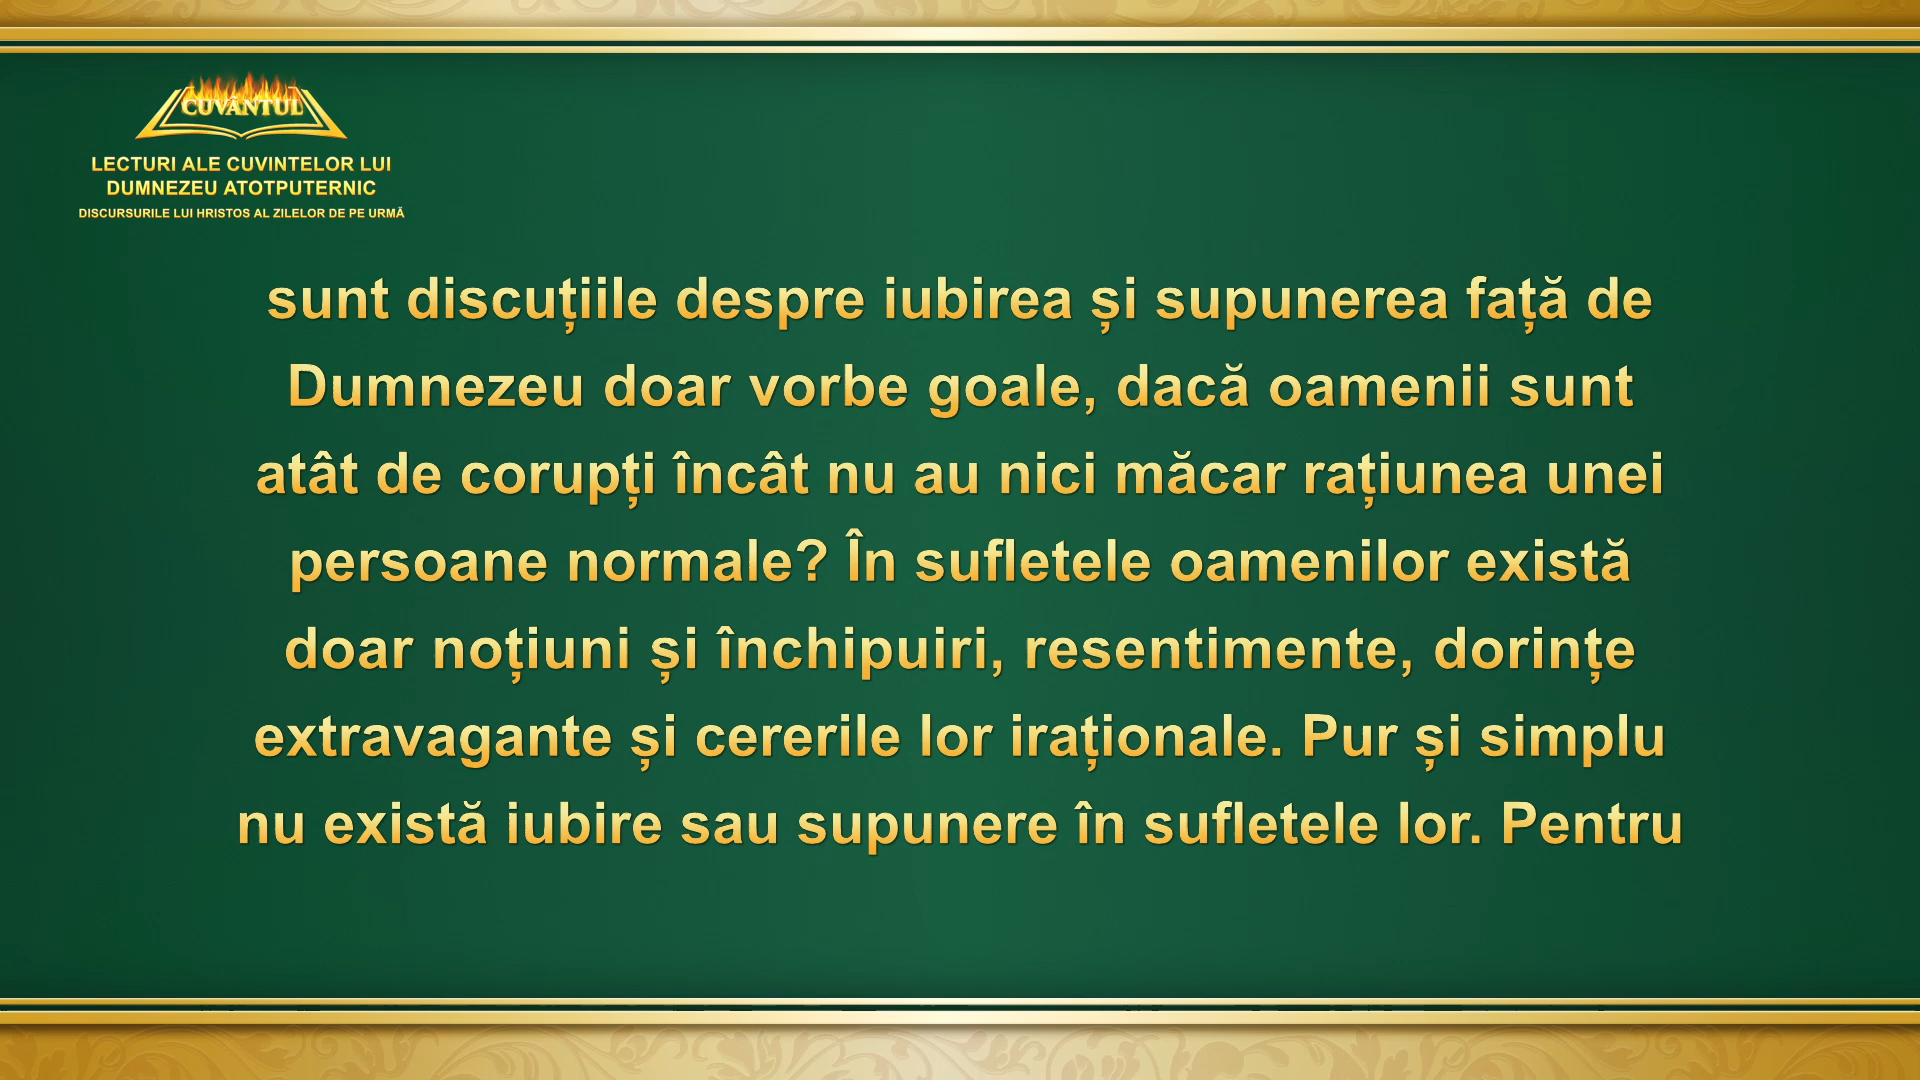 CUVÂNTUL
LECTURI ALE CUVINTELOR LUI
DUMNEZEU ATOTPUTERNIC
DISCURSURILE LUI HRISTOS AL ZILELOR DE PE URMĂ
sunt discuțiile despre iubirea și supunerea față de
Dumnezeu doar vorbe goale, dacă oamenii sunt
atât de corupți încât nu au nici măcar rațiunea unei
persoane normale? În sufletele oamenilor există
doar noțiuni și închipuiri, resentimente, dorințe
extravagante și cererile lor iraționale. Pur și simplu
nu există iubire sau supunere în sufletele lor. Pentru